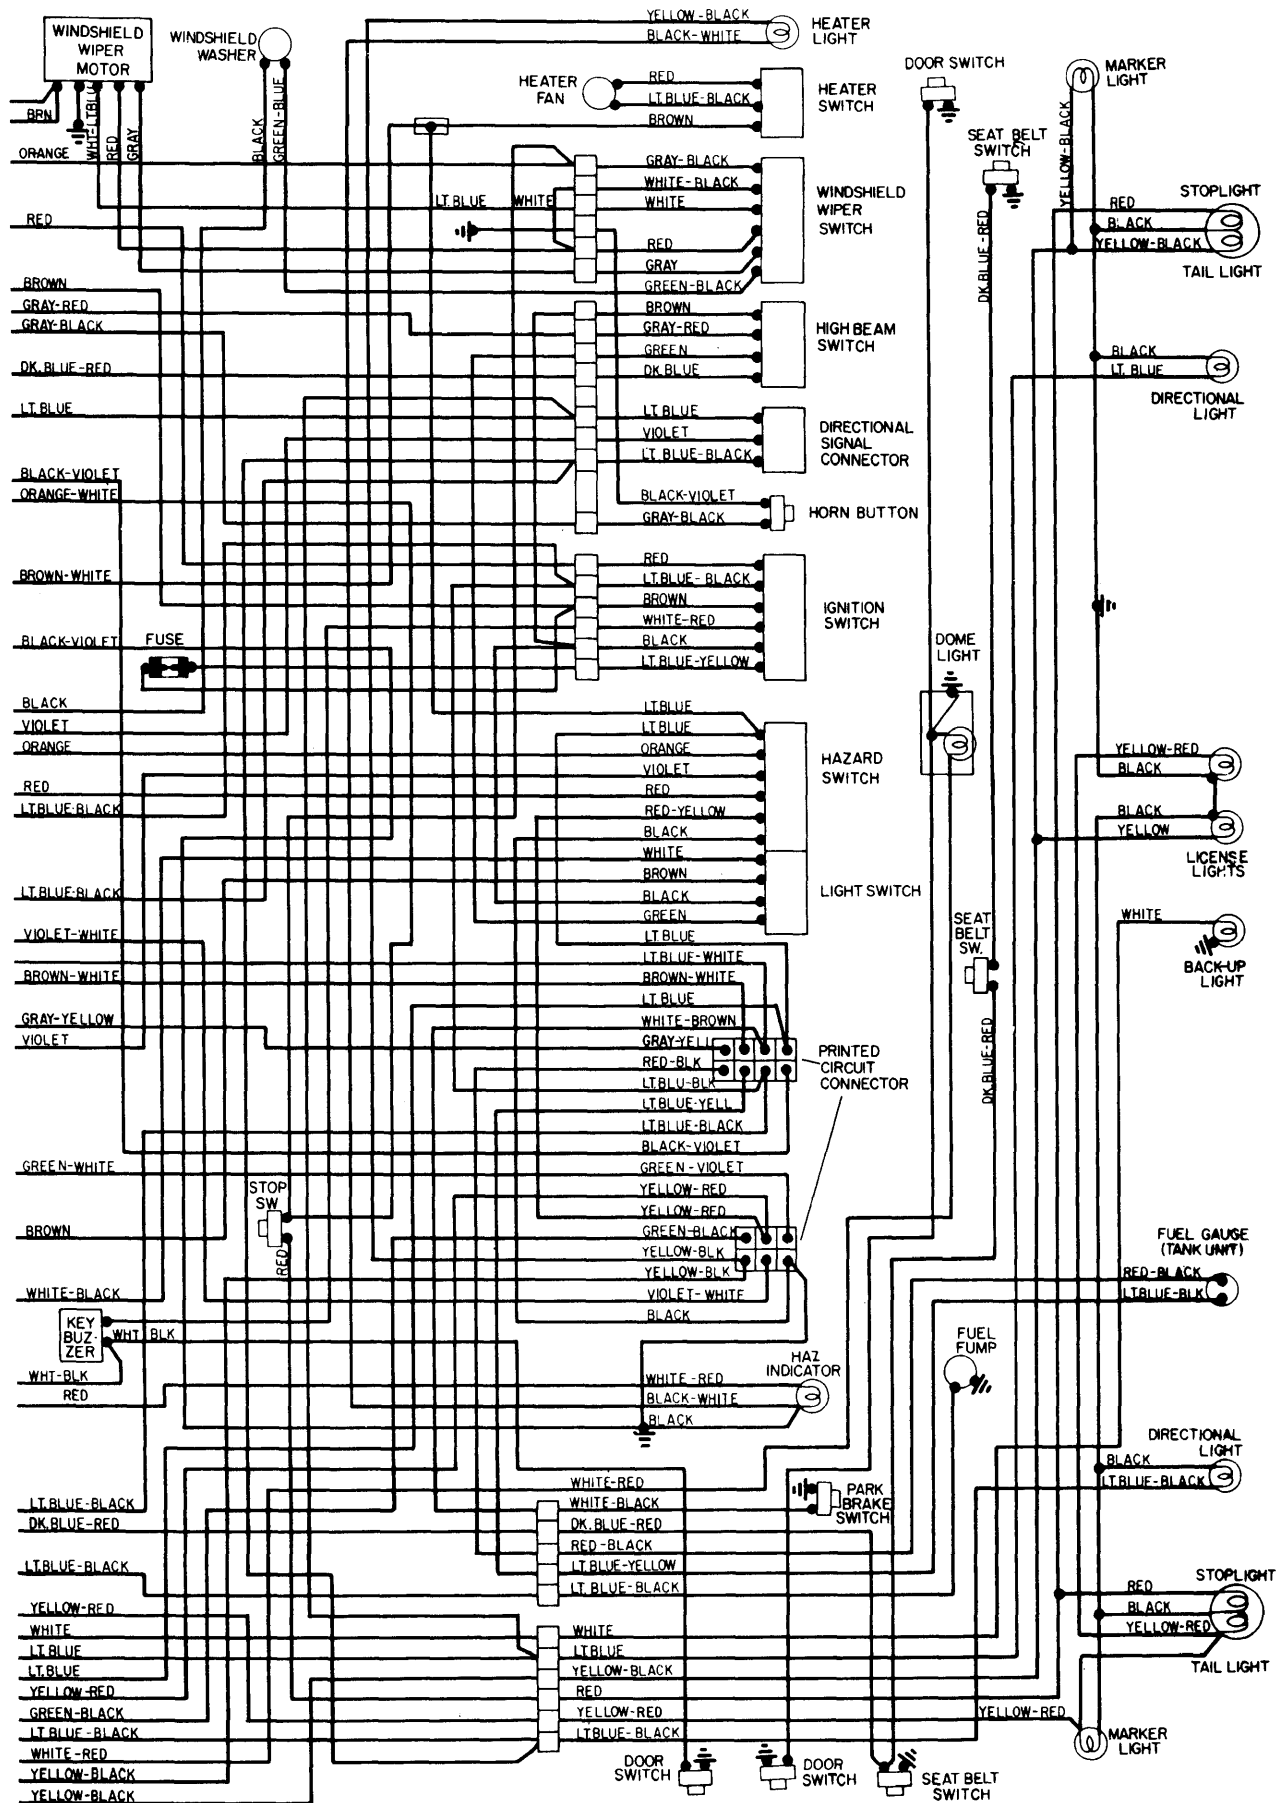 YELLOW-BLACK
BLACK-WHITE
HEATER
LIGHT
WINDSHIELD
WIPER
MOTOR
WINDSHIELD
WASHER
HEATER
FAN
RED
LT.BLUE-BLACK
BROWN
HEATER
SWITCH
DOOR SWITCH
MARKER
LIGHT
BRN
WHT-LTBLU
RED
GRAY
BLACK
GREEN-BLUE
ORANGE
RED
GRAY-BLACK
WHITE-BLACK
WHITE
LT.BLUE
WHITE
RED
GRAY
GREEN-BLACK
WINDSHIELD
WIPER
SWITCH
SEAT BELT
SWITCH
DK.BLUE-RED
YELLOW-BLACK
STOPLIGHT
RED
BLACK
YELLOW-BLACK
TAIL LIGHT
BROWN
GRAY-RED
GRAY-BLACK
DK.BLUE-RED
LT.BLUE
BROWN
GRAY-RED
GREEN
DK.BLUE
HIGH BEAM
SWITCH
BLACK
LT. BLUE
DIRECTIONAL
LIGHT
LT.BLUE
VIOLET
LT BLUE-BLACK
DIRECTIONAL
SIGNAL
CONNECTOR
BLACK-VIOLET
ORANGE-WHITE
BLACK-VIOLET
GRAY-BLACK
HORN BUTTON
BROWN-WHITE
RED
LT.BLUE-BLACK
BROWN
WHITE-RED
BLACK
LT.BLUE-YELLOW
IGNITION
SWITCH
BLACK-VIOLET
FUSE
DOME
LIGHT
BLACK
VIOLET
ORANGE
RED
LT.BLUE-BLACK
LT.BLUE
LT.BLUE
ORANGE
VIOLET
RED
RED-YELLOW
BLACK
WHITE
BROWN
BLACK
GREEN
HAZARD
SWITCH
LIGHT SWITCH
YELLOW-RED
BLACK
BLACK
YELLOW
LICENSE
LIGHTS
LT.BLUE-BLACK
VIOLET-WHITE
BROWN-WHITE
GRAY-YELLOW
VIOLET
LT.BLUE
LT.BLUE-WHITE
BROWN-WHITE
LT.BLUE
WHITE-BROWN
GRAY-YELL
RED-BLK
LT.BLU-BLK
LT.BLUE-YELL
LT.BLUE-BLACK
BLACK-VIOLET
PRINTED
CIRCUIT
CONNECTOR
SEAT
BELT
SW.
DK.BLUE-RED
WHITE
BACK-UP
LIGHT
GREEN-WHITE
STOP
SW
RED
BROWN
GREEN-VIOLET
YELLOW-RED
YELLOW-RED
GREEN-BLACK
YELLOW-BLK
YELLOW-BLK
VIOLET-WHITE
BLACK
FUEL GAUGE
(TANK UNIT)
RED-BLACK
LT.BLUE-BLK
WHITE-BLACK
KEY
BUZ-
ZER
WHT-BLK
WHT-BLK
RED
WHITE-RED
BLACK-WHITE
BLACK
HAZ
INDICATOR
FUEL
FUMP
DIRECTIONAL
LIGHT
BLACK
LT.BLUE-BLACK
WHITE-RED
WHITE-BLACK
DK.BLUE-RED
RED-BLACK
LT.BLUE-YELLOW
LT. BLUE-BLACK
PARK
BRAKE
SWITCH
LT.BLUE-BLACK
DK.BLUE-RED
LT.BLUE-BLACK
YELLOW-RED
WHITE
LT.BLUE
LT.BLUE
YELLOW-RED
GREEN-BLACK
LT.BLUE-BLACK
WHITE-RED
YELLOW-BLACK
YELLOW-BLACK
WHITE
LT.BLUE
YELLOW-BLACK
RED
YELLOW-RED
LT.BLUE-BLACK
YELLOW-RED
STOPLIGHT
RED
BLACK
YELLOW-RED
TAIL LIGHT
MARKER
LIGHT
DOOR
SWITCH
DOOR
SWITCH
SEAT BELT
SWITCH